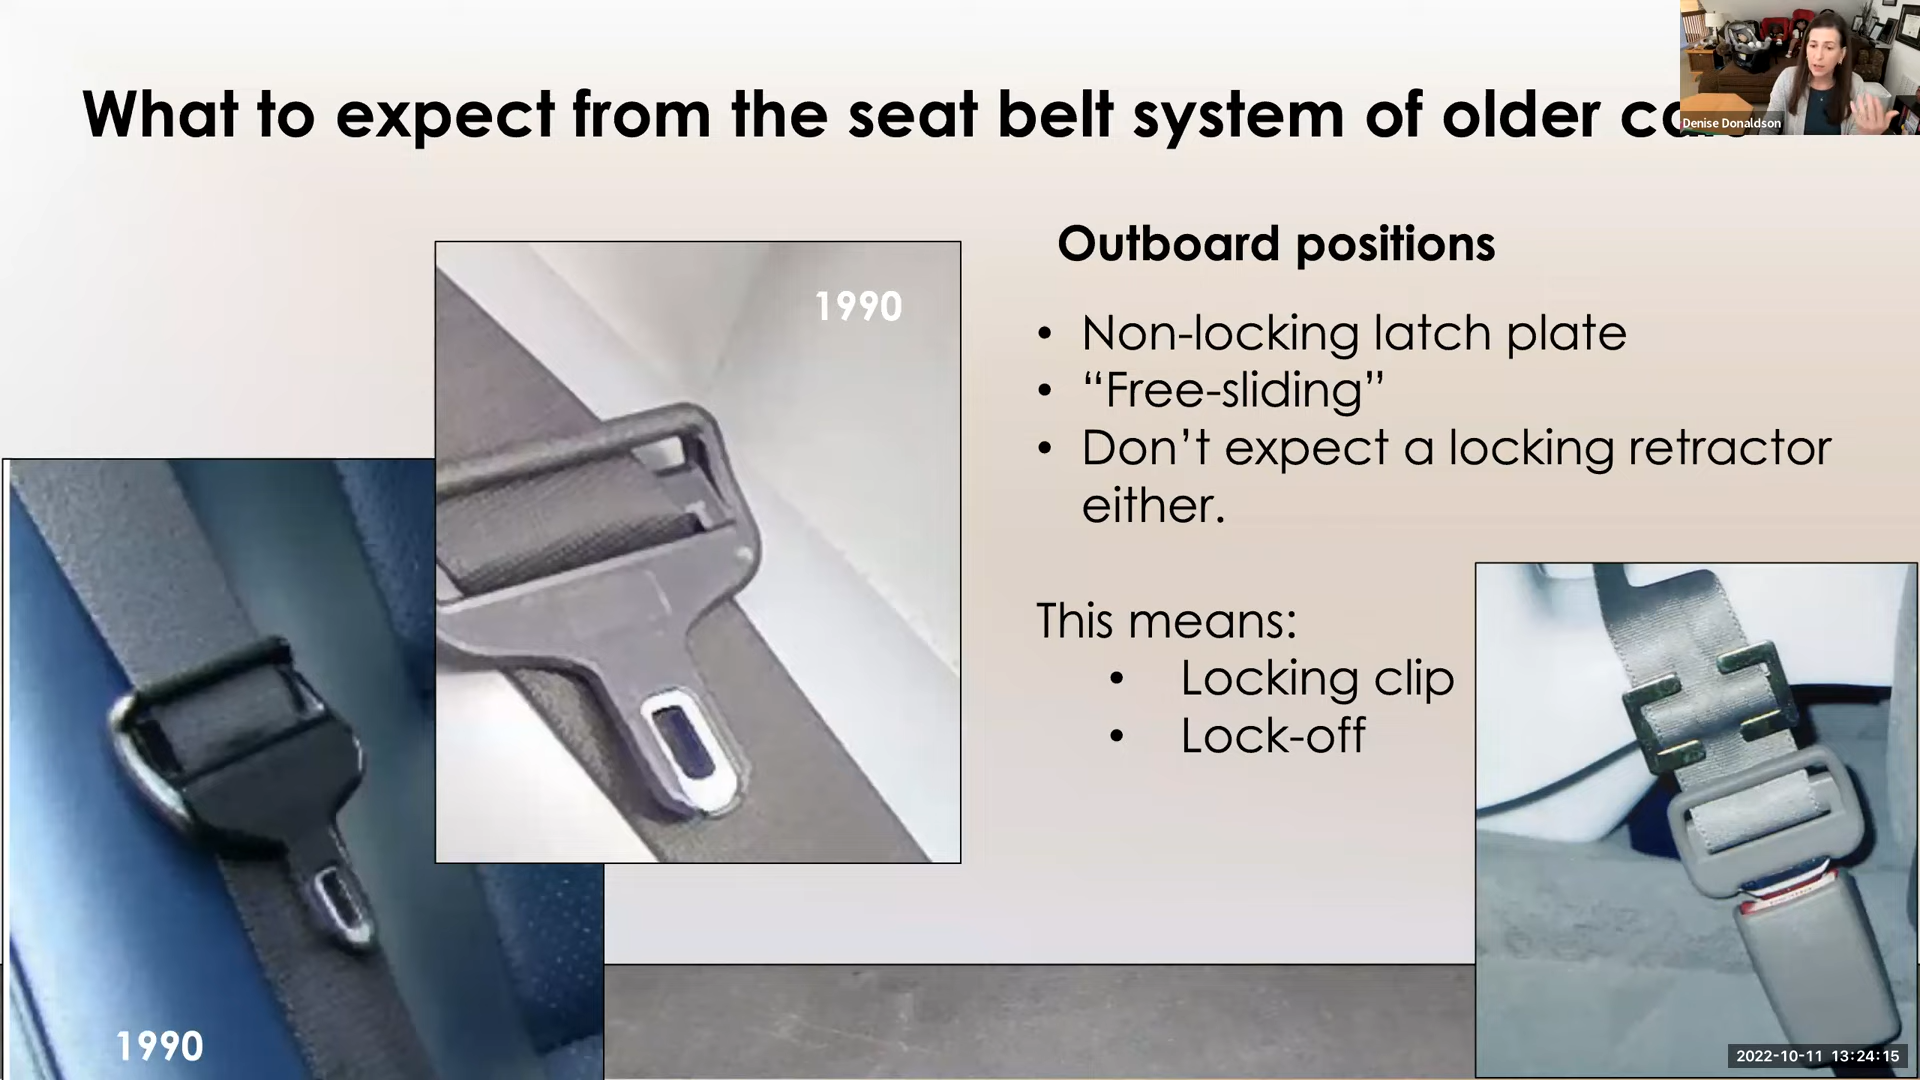 What to expect from the seat belt system of older
Denise Donaldson
Outboard positions
1990
• Non-locking latch plate
• “Free-sliding”
• Don’t expect a locking retractor
either.
This means:
• Locking clip
• Lock-off
1990
2022-10-11 13:24:15